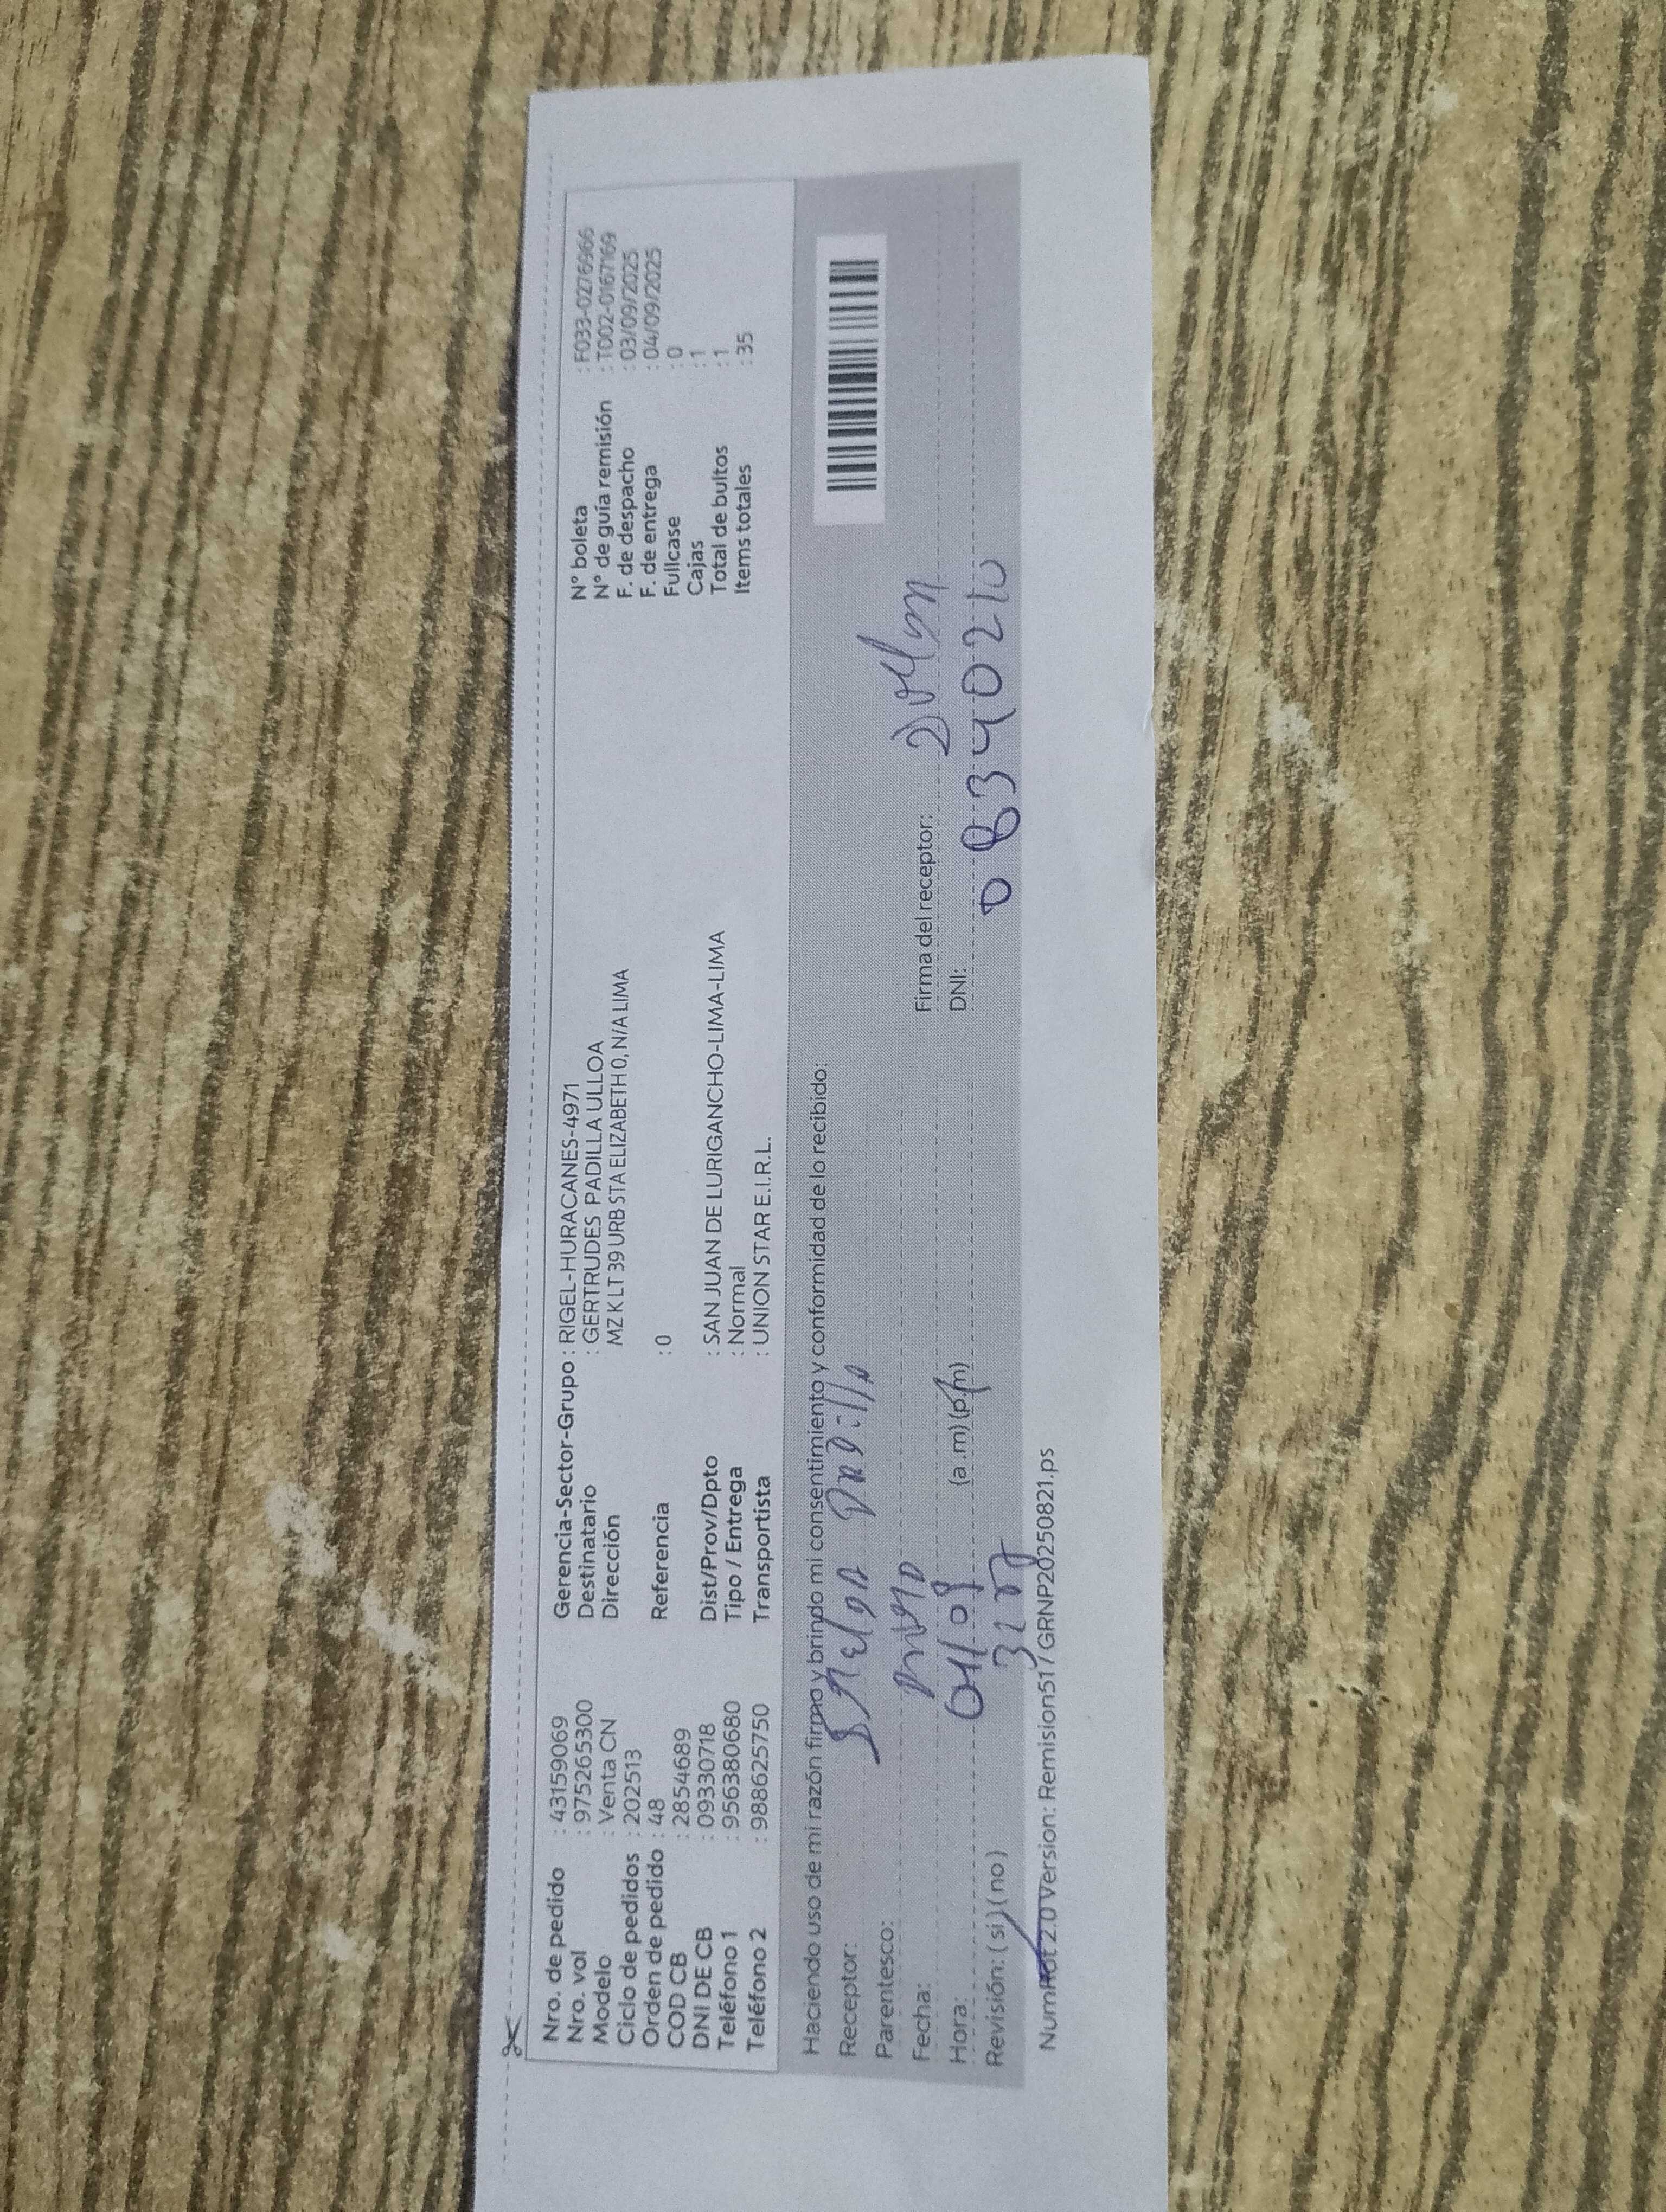 Nro. de pedido : 43159069
Nro. vol : 975265300
Modelo : Venta CN
Ciclo de pedidos : 202513
Orden de pedido : 48
COD CB : 2854689
DNI DE CB : 09330718
Teléfono 1 : 956380680
Teléfono 2 : 988625750
Gerencia-Sector-Grupo : RIGEL-HURACANES-4971
Destinatario : GERTRUDES PADILLA ULLOA
Dirección MZ K LT 39 URB STA ELIZABETH 0, N/A LIMA
Referencia : 0
Dist/Prov/Dpto : SAN JUAN DE LURIGANCHO-LIMA-LIMA
Tipo / Entrega : Normal
Transportista : UNION STAR E.I.R.L.
N° boleta : F033-0276966
N° de guía remisión : T002-0167169
F. de despacho : 03/09/2025
F. de entrega : 04/09/2025
Fullcase : 0
Cajas : 1
Total de bultos : 1
Items totales : 35
Haciendo uso de mi razón firmo y brindo mi consentimiento y conformidad de lo recibido:
Receptor: Padilla
Parentesco:
Fecha: 04/09
Hora: (a.m) (p.m)
Revisión: ( si ) ( no )
Firma del receptor:
DNI: 08340210
NumRot 2.0 Version: Remision51 / GRNP20250821.ps